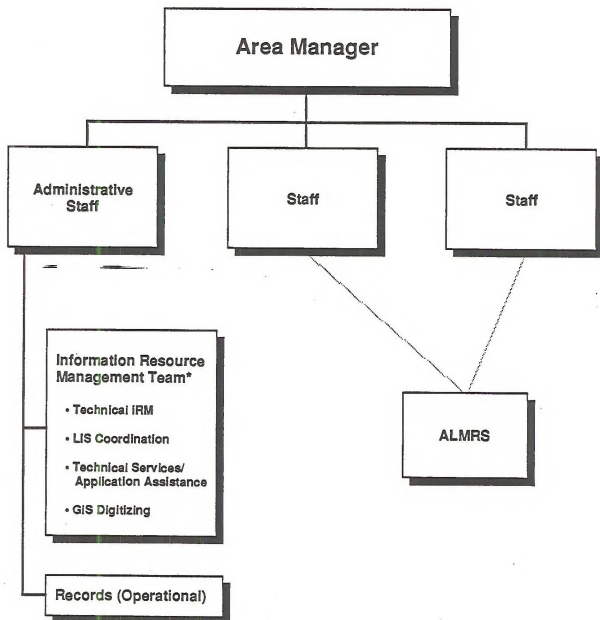 Area Manager
Administrative
Staff
Staff
Staff
Information Resource
Management Team*
• Technical IRM
• LIS Coordination
• Technical Services/
Application Assistance
• GIS Digitizing
ALMRS
Records (Operational)